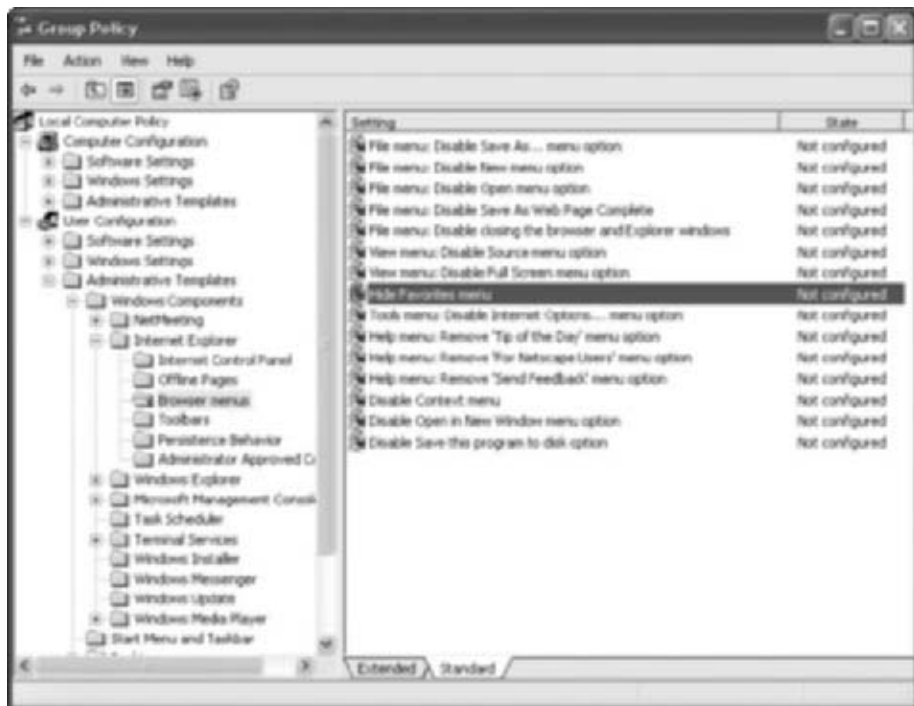 Group Policy
File Action View Help
Local Computer Policy
Computer Configuration
Software Settings
Windows Settings
Administrative Templates
User Configuration
Software Settings
Windows Settings
Administrative Templates
Windows Components
NetMeeting
Internet Explorer
Internet Control Panel
Offline Pages
Browser menus
Toolbars
Persistence Behavior
Administrator Approved Co
Windows Explorer
Microsoft Management Consol
Task Scheduler
Terminal Services
Windows Installer
Windows Messenger
Windows Update
Windows Media Player
Start Menu and Taskbar
Setting State
File menu: Disable Save As... menu option Not configured
File menu: Disable New menu option Not configured
File menu: Disable Open menu option Not configured
File menu: Disable Save As Web Page Complete Not configured
File menu: Disable closing the browser and Explorer windows Not configured
View menu: Disable Source menu option Not configured
View menu: Disable Full Screen menu option Not configured
Hide Favorites menu Not configured
Tools menu: Disable Internet Options... menu option Not configured
Help menu: Remove 'Tip of the Day' menu option Not configured
Help menu: Remove 'For Netscape Users' menu option Not configured
Help menu: Remove 'Send Feedback' menu option Not configured
Disable Context menu Not configured
Disable Open in New Window menu option Not configured
Disable Save this program to disk option Not configured
Extended Standard